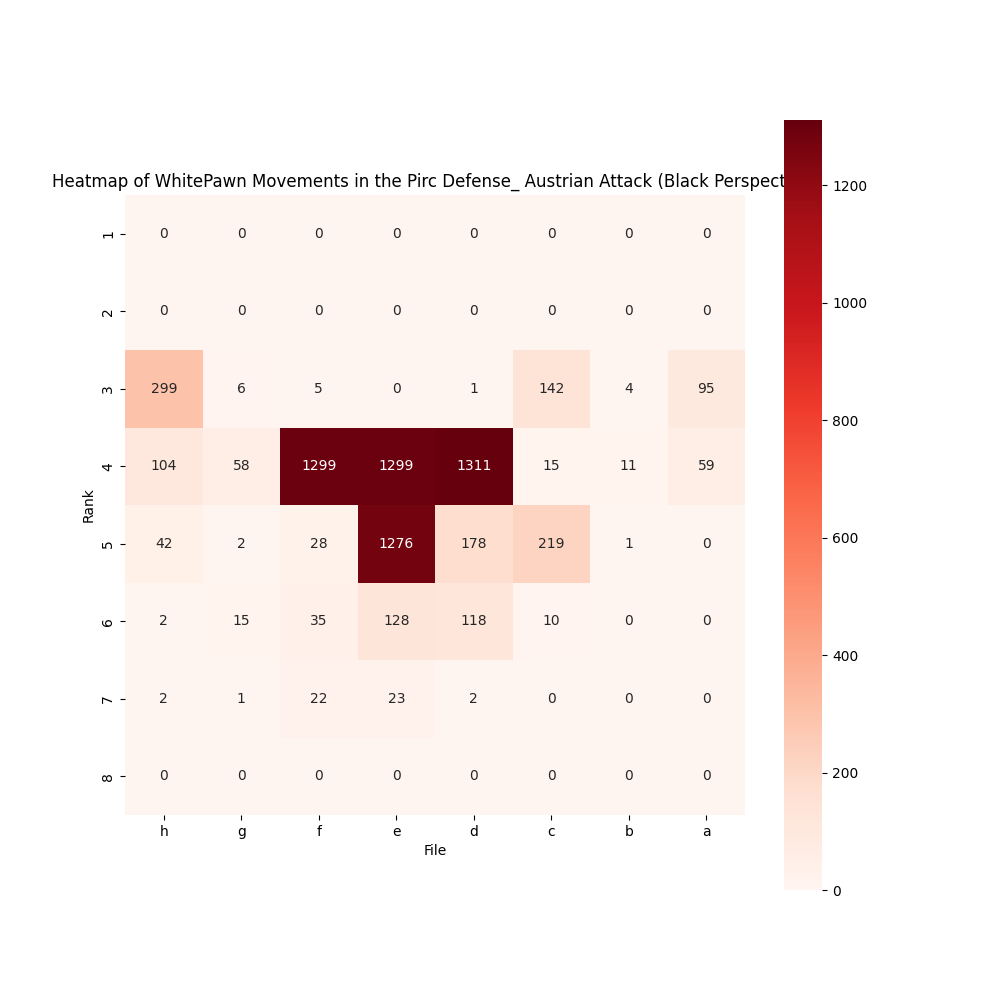 Heatmap of WhitePawn Movements in the Pirc Defense_ Austrian Attack (Black Perspect
1200
1000
800
600
400
200
0
Rank
1 0 0 0 0 0 0 0 0
2 0 0 0 0 0 0 0 0
3 299 6 5 0 1 142 4 95
4 104 58 1299 1299 1311 15 11 59
5 42 2 28 1276 178 219 1 0
6 2 15 35 128 118 10 0 0
7 2 1 22 23 2 0 0 0
8 0 0 0 0 0 0 0 0
h g f e d c b a
File